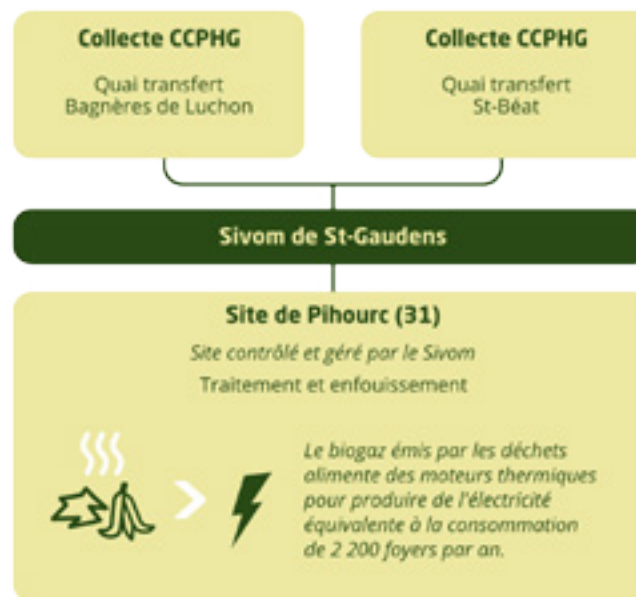 Collecte CCPHG
Quai transfert
Bagnères de Luchon
Collecte CCPHG
Quai transfert
St-Béat
Sivom de St-Gaudens
Site de Pihourc (31)
Site contrôlé et géré par le Sivom
Traitement et enfouissement
Le biogaz émis par les déchets
alimente des moteurs thermiques
pour produire de l'électricité
équivalente à la consommation
de 2 200 foyers par an.